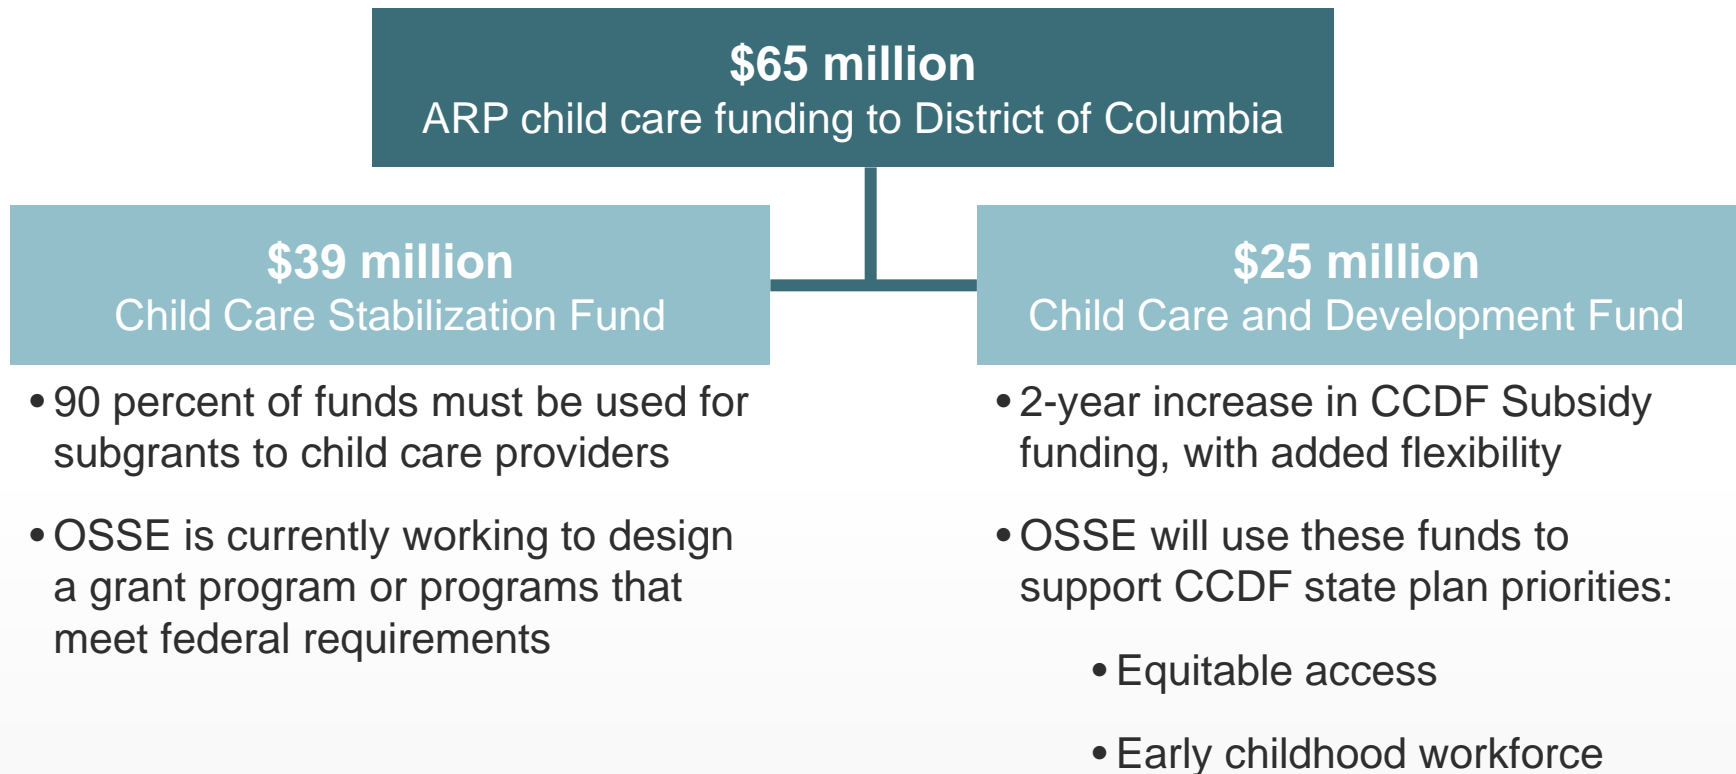 $65 million
ARP child care funding to District of Columbia
$39 million
Child Care Stabilization Fund
• 90 percent of funds must be used for
subgrants to child care providers
• OSSE is currently working to design
a grant program or programs that
meet federal requirements
$25 million
Child Care and Development Fund
• 2-year increase in CCDF Subsidy
funding, with added flexibility
• OSSE will use these funds to
support CCDF state plan priorities:
• Equitable access
• Early childhood workforce